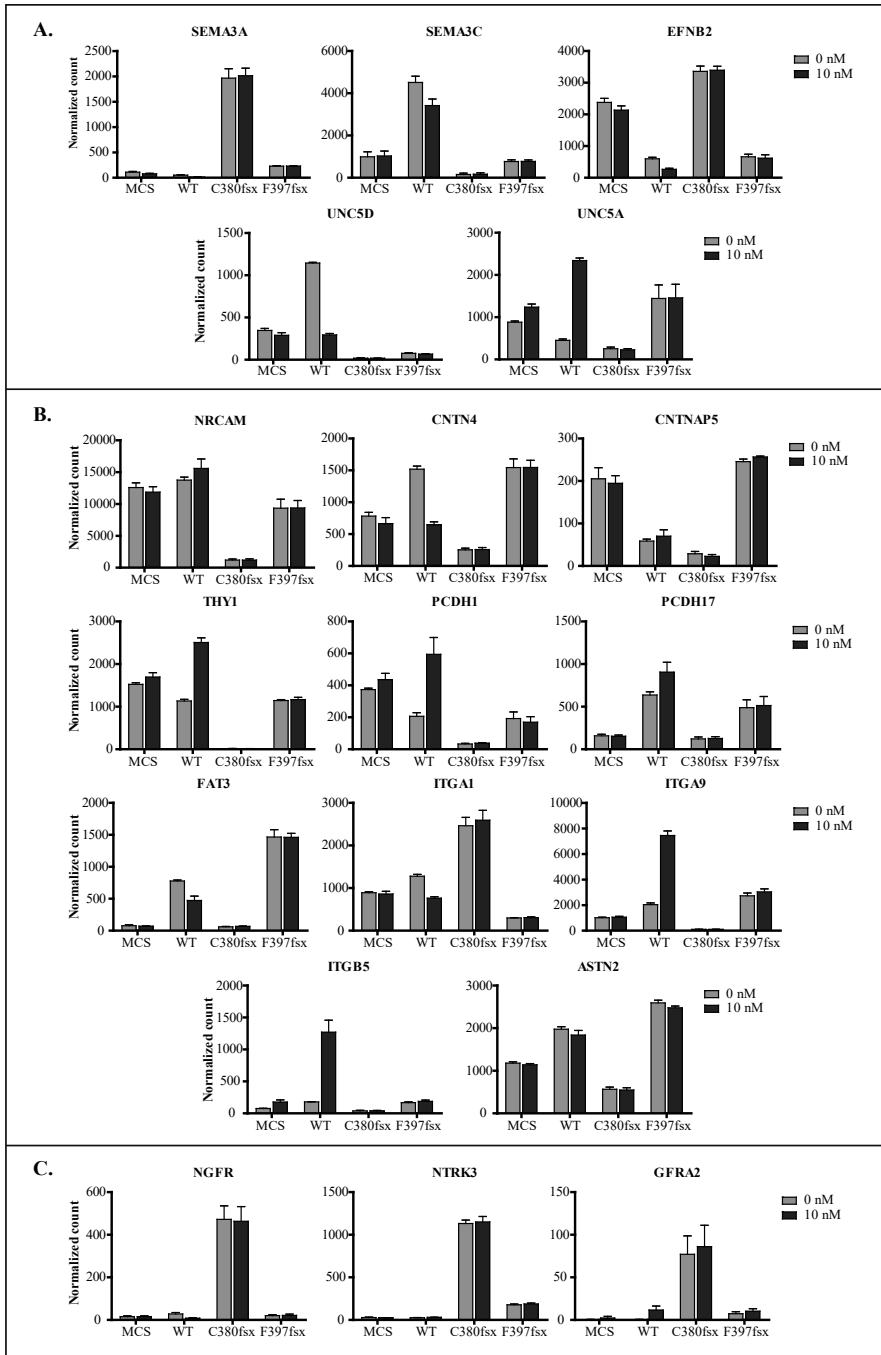 A.
SEMA3A
Normalized count
2500
2000
1500
1000
500
0
MCS WT C380fsx F397fsx
SEMA3C
6000
4000
2000
0
MCS WT C380fsx F397fsx
EFNB2
4000
3000
2000
1000
0
MCS WT C380fsx F397fsx
0 nM
10 nM
UNC5D
Normalized count
1500
1000
500
0
MCS WT C380fsx F397fsx
UNC5A
3000
2000
1000
0
MCS WT C380fsx F397fsx
0 nM
10 nM
B.
NRCAM
Normalized count
20000
15000
10000
5000
0
MCS WT C380fsx F397fsx
CNTN4
2000
1500
1000
500
0
MCS WT C380fsx F397fsx
CNTNAP5
300
200
100
0
MCS WT C380fsx F397fsx
0 nM
10 nM
THY1
Normalized count
3000
2000
1000
0
MCS WT C380fsx F397fsx
PCDH1
800
600
400
200
0
MCS WT C380fsx F397fsx
PCDH17
1500
1000
500
0
MCS WT C380fsx F397fsx
0 nM
10 nM
FAT3
Normalized count
2000
1500
1000
500
0
MCS WT C380fsx F397fsx
ITGA1
3000
2000
1000
0
MCS WT C380fsx F397fsx
ITGA9
10000
8000
6000
4000
2000
0
MCS WT C380fsx F397fsx
0 nM
10 nM
ITGB5
Normalized count
2000
1500
1000
500
0
MCS WT C380fsx F397fsx
ASTN2
3000
2000
1000
0
MCS WT C380fsx F397fsx
0 nM
10 nM
C.
NGFR
Normalized count
600
400
200
0
MCS WT C380fsx F397fsx
NTRK3
1500
1000
500
0
MCS WT C380fsx F397fsx
GFRA2
150
100
50
0
MCS WT C380fsx F397fsx
0 nM
10 nM